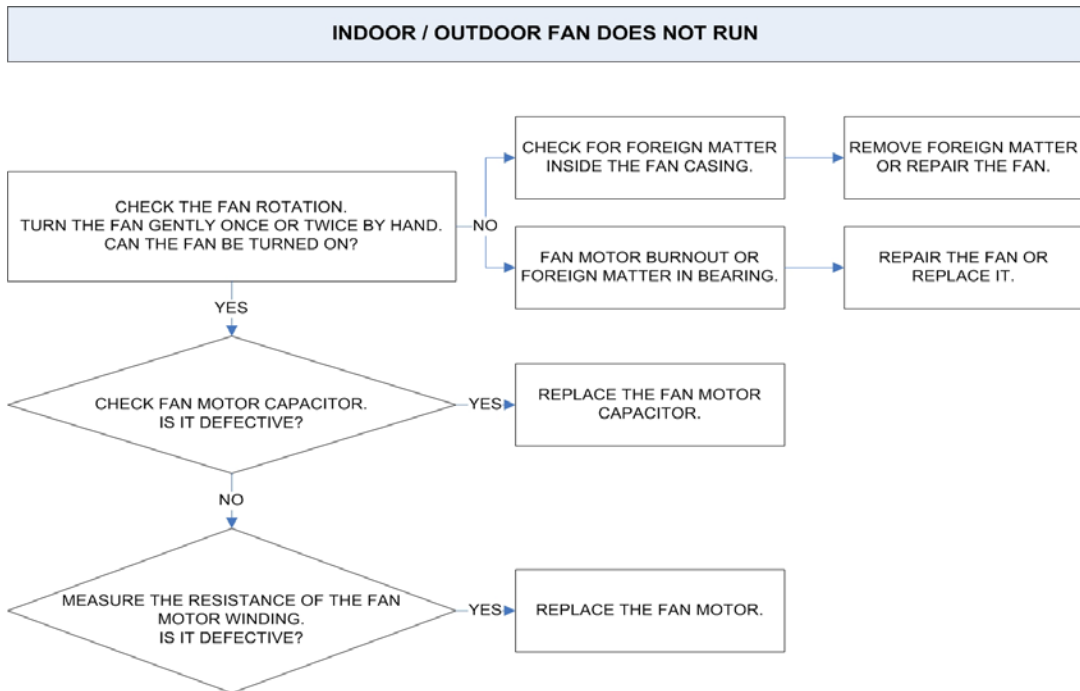 INDOOR / OUTDOOR FAN DOES NOT RUN
CHECK FOR FOREIGN MATTER
INSIDE THE FAN CASING.
REMOVE FOREIGN MATTER
OR REPAIR THE FAN.
CHECK THE FAN ROTATION.
TURN THE FAN GENTLY ONCE OR TWICE BY HAND.
CAN THE FAN BE TURNED ON?
NO
FAN MOTOR BURNOUT OR
FOREIGN MATTER IN BEARING.
REPAIR THE FAN OR
REPLACE IT.
YES
CHECK FAN MOTOR CAPACITOR.
IS IT DEFECTIVE?
YES
REPLACE THE FAN MOTOR
CAPACITOR.
NO
MEASURE THE RESISTANCE OF THE FAN
MOTOR WINDING.
IS IT DEFECTIVE?
YES
REPLACE THE FAN MOTOR.